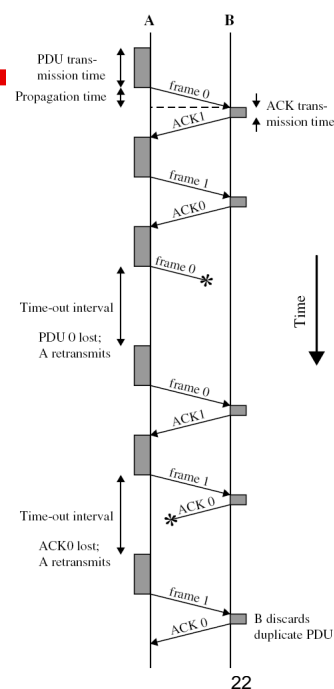 A
B
PDU trans-
mission time
Propagation time
frame 0
ACK1
ACK trans-
mission time
frame 1
ACK0
frame 0
*
Time-out interval
PDU 0 lost;
A retransmits
Time
frame 0
ACK1
frame 1
ACK 0
*
Time-out interval
ACK0 lost;
A retransmits
frame 1
ACK 0
B discards
duplicate PDU
22